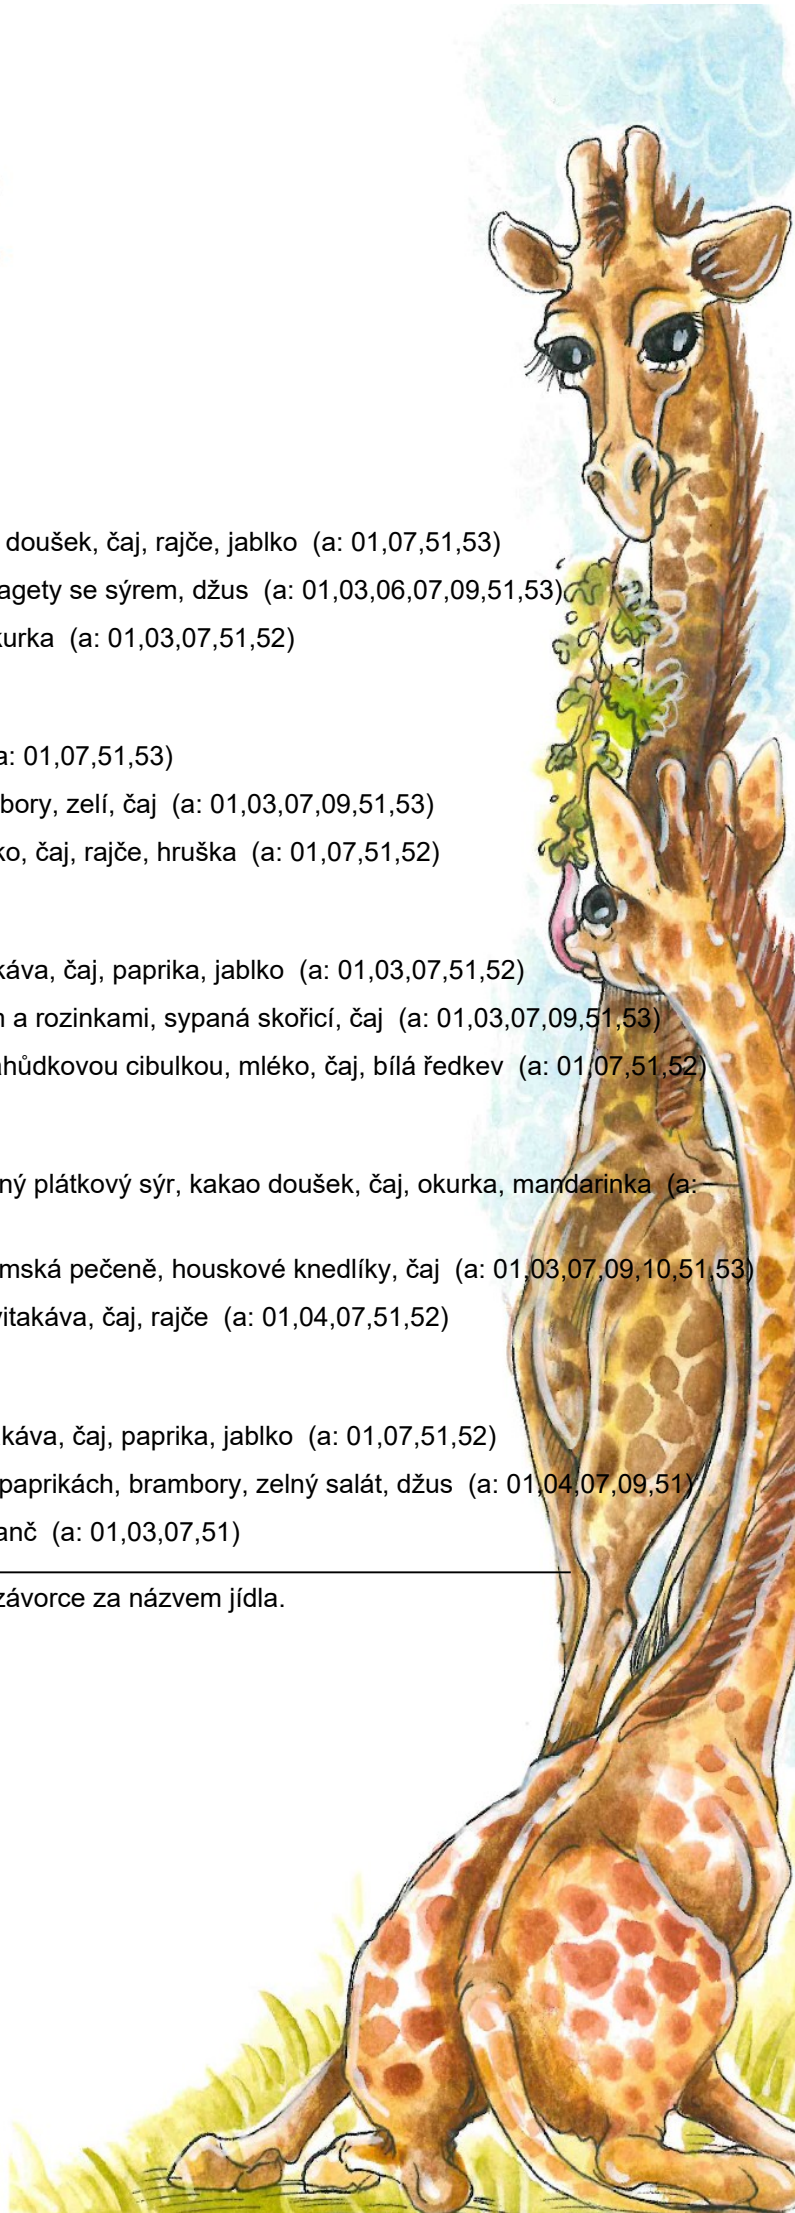 doušek, čaj, rajče, jablko (a: 01,07,51,53)
agety se sýrem, džus (a: 01,03,06,07,09,51,53)
kurka (a: 01,03,07,51,52)
a: 01,07,51,53)
bory, zelí, čaj (a: 01,03,07,09,51,53)
ko, čaj, rajče, hruška (a: 01,07,51,52)
káva, čaj, paprika, jablko (a: 01,03,07,51,52)
m a rozinkami, sypaná skořicí, čaj (a: 01,03,07,09,51,53)
ahůdkovou cibulkou, mléko, čaj, bílá ředkev (a: 01,07,51,52)
ný plátkový sýr, kakao doušek, čaj, okurka, mandarinka (a:
mská pečeně, houskové knedlíky, čaj (a: 01,03,07,09,10,51,53)
vitakáva, čaj, rajče (a: 01,04,07,51,52)
káva, čaj, paprika, jablko (a: 01,07,51,52)
paprikách, brambory, zelný salát, džus (a: 01,04,07,09,51)
anč (a: 01,03,07,51)
závorce za názvem jídla.